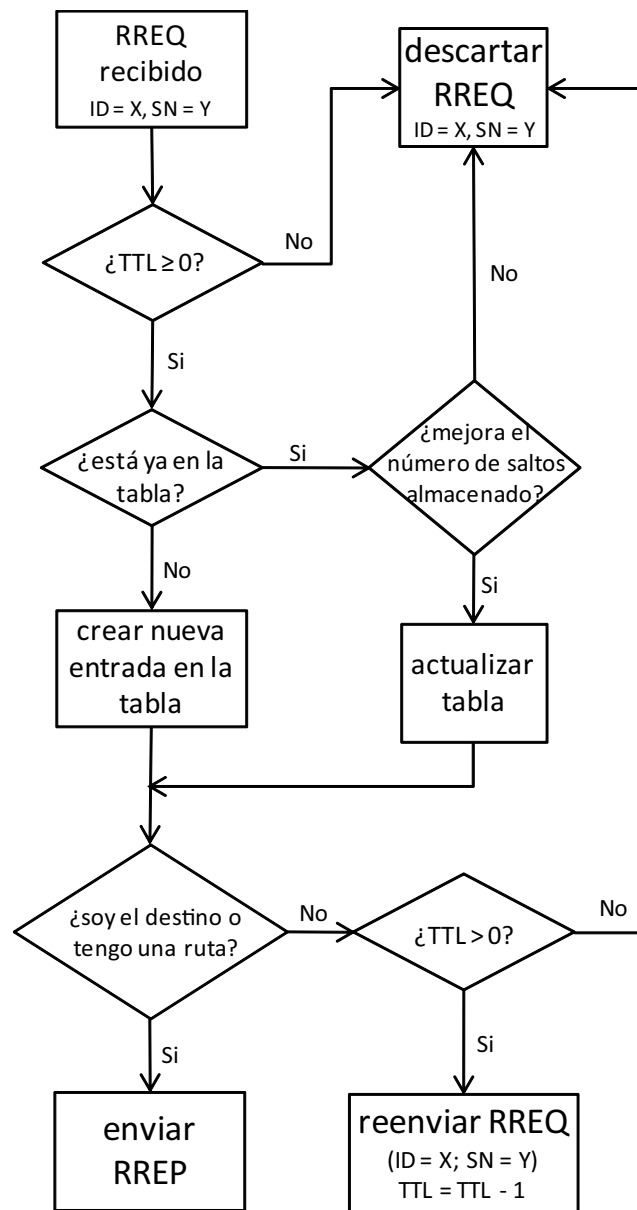 RREQ
recibido
ID = X, SN = Y
descartar
RREQ
ID = X, SN = Y
¿TTL ≥ 0?
No
No
Si
¿está ya en la
tabla?
Si
¿mejora el
número de saltos
almacenado?
No
Si
crear nueva
entrada en la
tabla
actualizar
tabla
¿soy el destino o
tengo una ruta?
No
¿TTL > 0?
No
Si
Si
enviar
RREP
reenviar RREQ
(ID = X; SN = Y)
TTL = TTL - 1